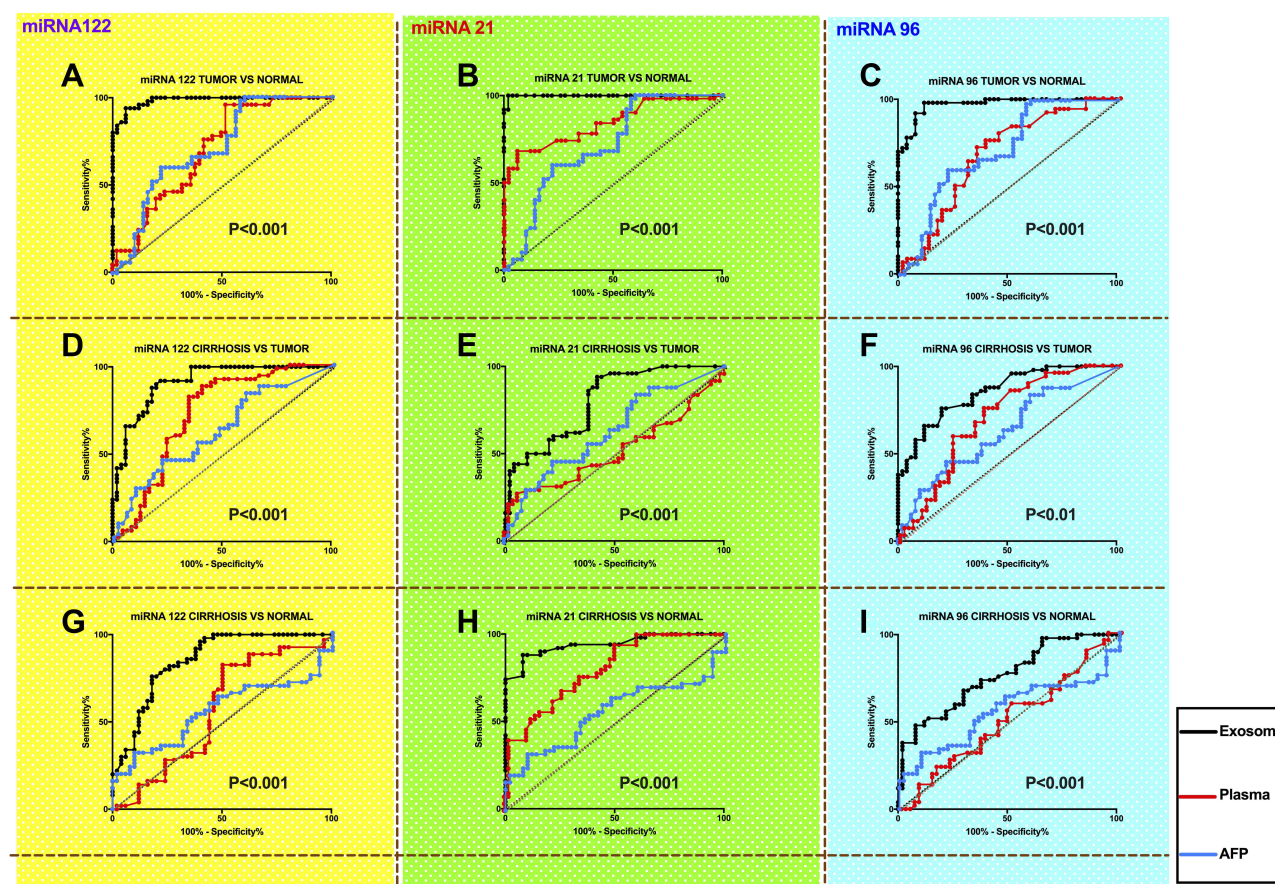 miRNA122
miRNA 21
miRNA 96
A
miRNA 122 TUMOR VS NORMAL
100
50
0
Sensitivity%
P<0.001
0
50
100
100% - Specificity%
B
miRNA 21 TUMOR VS NORMAL
100
50
0
Sensitivity%
P<0.001
0
50
100
100% - Specificity%
C
miRNA 96 TUMOR VS NORMAL
100
50
0
Sensitivity%
P<0.001
0
50
100
100% - Specificity%
D
miRNA 122 CIRRHOSIS VS TUMOR
100
50
0
Sensitivity%
P<0.001
0
50
100
100% - Specificity%
E
miRNA 21 CIRRHOSIS VS TUMOR
100
50
0
Sensitivity%
P<0.001
0
50
100
100% - Specificity%
F
miRNA 96 CIRRHOSIS VS TUMOR
100
50
0
Sensitivity%
P<0.01
0
50
100
100% - Specificity%
G
miRNA 122 CIRRHOSIS VS NORMAL
100
50
0
Sensitivity%
P<0.001
0
50
100
100% - Specificity%
H
miRNA 21 CIRRHOSIS VS NORMAL
100
50
0
Sensitivity%
P<0.001
0
50
100
100% - Specificity%
I
miRNA 96 CIRRHOSIS VS NORMAL
100
50
0
Sensitivity%
P<0.001
0
50
100
100% - Specificity%
Exosom
Plasma
AFP